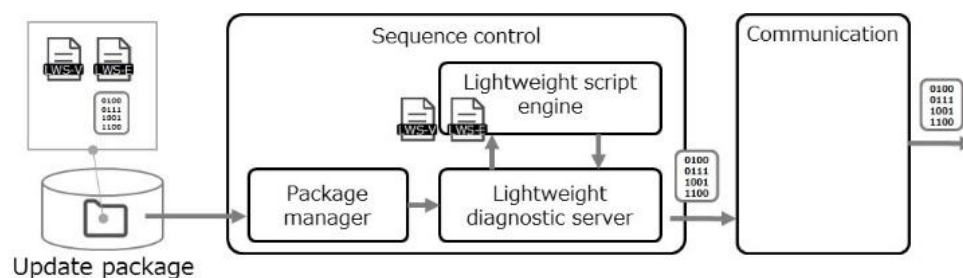 LWS-V
LWS-E
0100
0111
1001
1100
Update package
Sequence control
Lightweight script
engine
LWS-V
LWS-E
Package
manager
Lightweight
diagnostic server
0100
0111
1001
1100
Communication
0100
0111
1001
1100